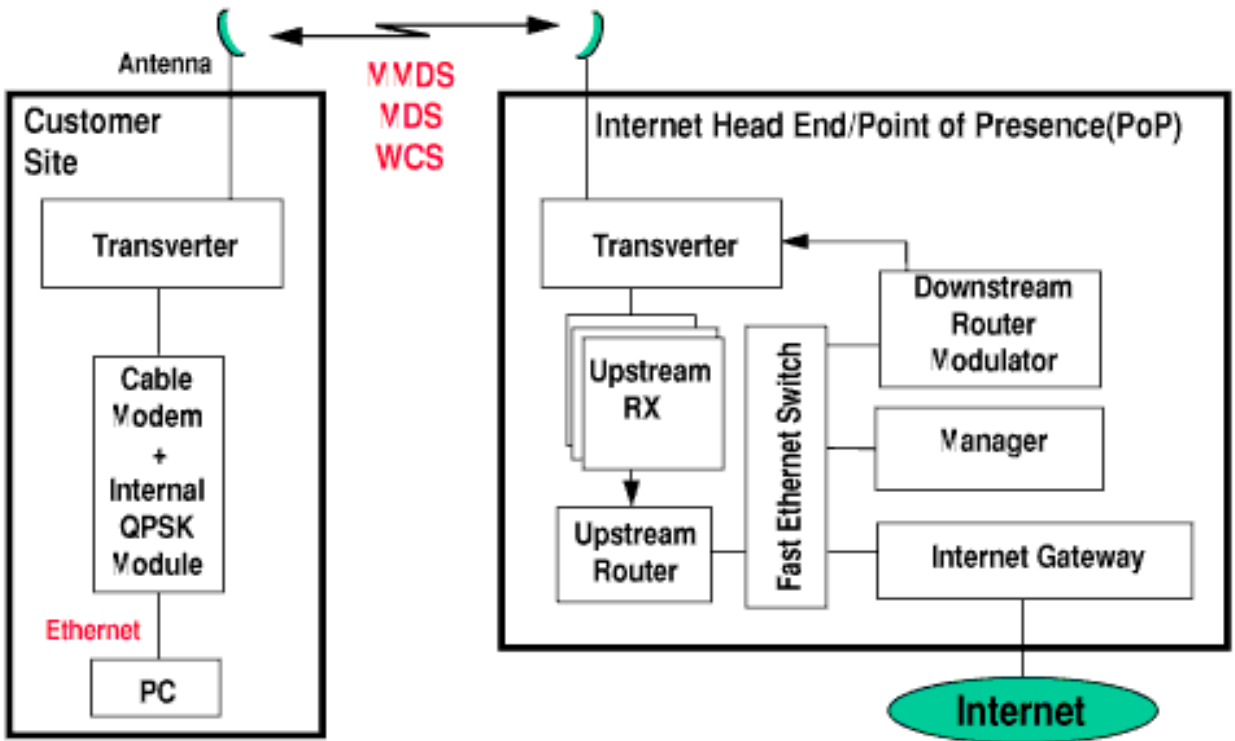 Antenna
MMDS
MDS
WCS
Customer
Site
Transverter
Cable
Modem
+
Internal
QPSK
Module
Ethernet
PC
Internet Head End/Point of Presence(PoP)
Transverter
Downstream
Router
Modulator
Upstream
RX
Fast Ethernet Switch
Manager
Upstream
Router
Internet Gateway
Internet